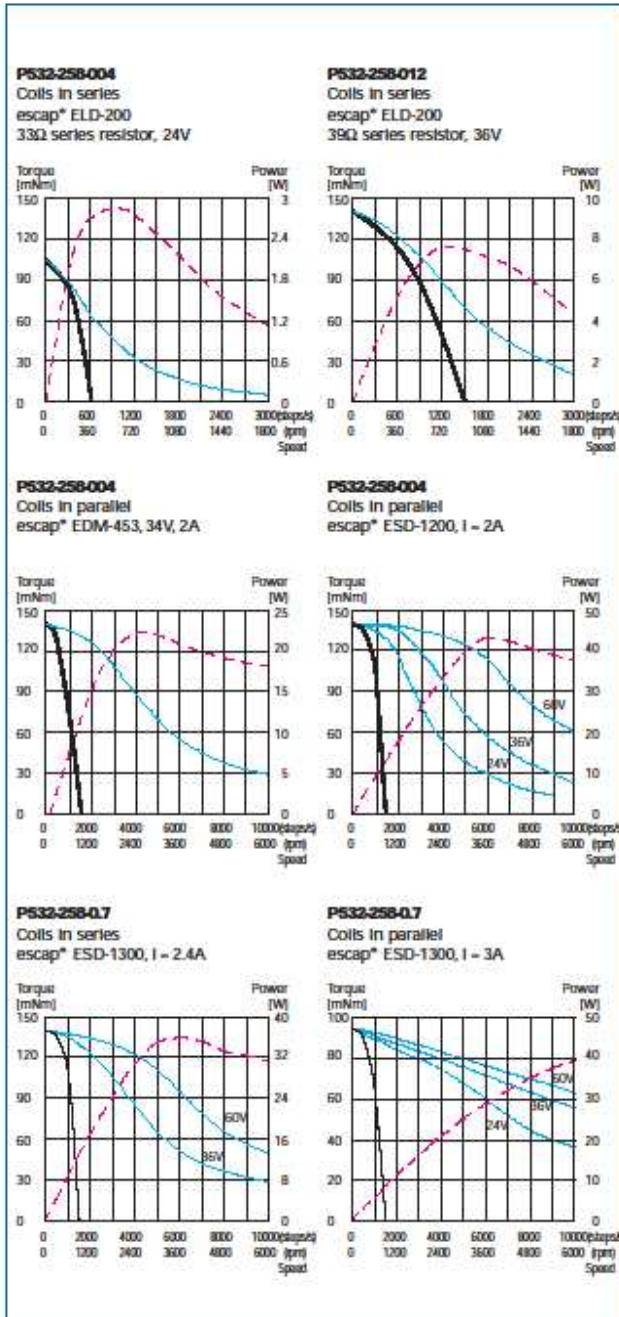 P532-258-004
Coils in series
escap* ELD-200
33Ω series resistor, 24V
Torque Power
[mNm] [W]
150 3
120 2.4
90 1.8
60 1.2
30 0.6
0 0
0 600 1200 1800 2400 3000(steps/s)
0 360 720 1080 1440 1800 (rpm)
Speed
P532-258-012
Coils in series
escap* ELD-200
39Ω series resistor, 36V
Torque Power
[mNm] [W]
150 10
120 8
90 6
60 4
30 2
0 0
0 600 1200 1800 2400 3000(steps/s)
0 360 720 1080 1440 1800 (rpm)
Speed
P532-258-004
Coils in parallel
escap* EDM-453, 34V, 2A
Torque Power
[mNm] [W]
150 25
120 20
90 15
60 10
30 5
0 0
0 2000 4000 6000 8000 10000(steps/s)
0 1200 2400 3600 4800 6000 (rpm)
Speed
P532-258-004
Coils in parallel
escap* ESD-1200, I = 2A
Torque Power
[mNm] [W]
150 50
120 40
90 30
60V
60 20
36V
24V
30 10
0 0
0 2000 4000 6000 8000 10000(steps/s)
0 1200 2400 3600 4800 6000 (rpm)
Speed
P532-258-0.7
Coils in series
escap* ESD-1300, I = 2.4A
Torque Power
[mNm] [W]
150 40
120 32
90 24
60V
60 16
36V
30 8
0 0
0 2000 4000 6000 8000 10000(steps/s)
0 1200 2400 3600 4800 6000 (rpm)
Speed
P532-258-0.7
Coils in parallel
escap* ESD-1300, I = 3A
Torque Power
[mNm] [W]
100 50
80 40
60V
60 30
36V
24V
40 20
20 10
0 0
0 2000 4000 6000 8000 10000(steps/s)
0 1200 2400 3600 4800 6000 (rpm)
Speed